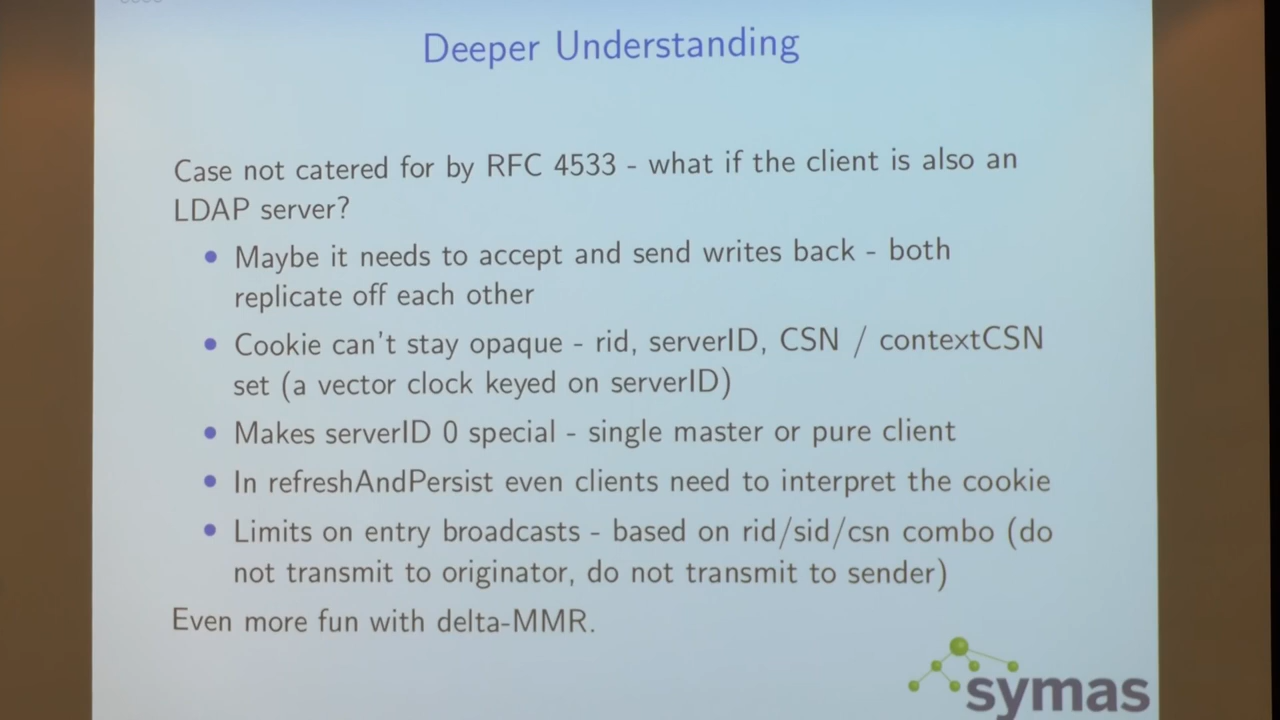 Deeper Understanding
Case not catered for by RFC 4533 - what if the client is also an
LDAP server?
Maybe it needs to accept and send writes back - both
replicate off each other
Cookie can't stay opaque - rid, serverID, CSN / contextCSN
set (a vector clock keyed on serverID)
Makes serverID 0 special - single master or pure client
In refreshAndPersist even clients need to interpret the cookie
Limits on entry broadcasts - based on rid/sid/csn combo (do
not transmit to originator, do not transmit to sender)
Even more fun with delta-MMR.
symas